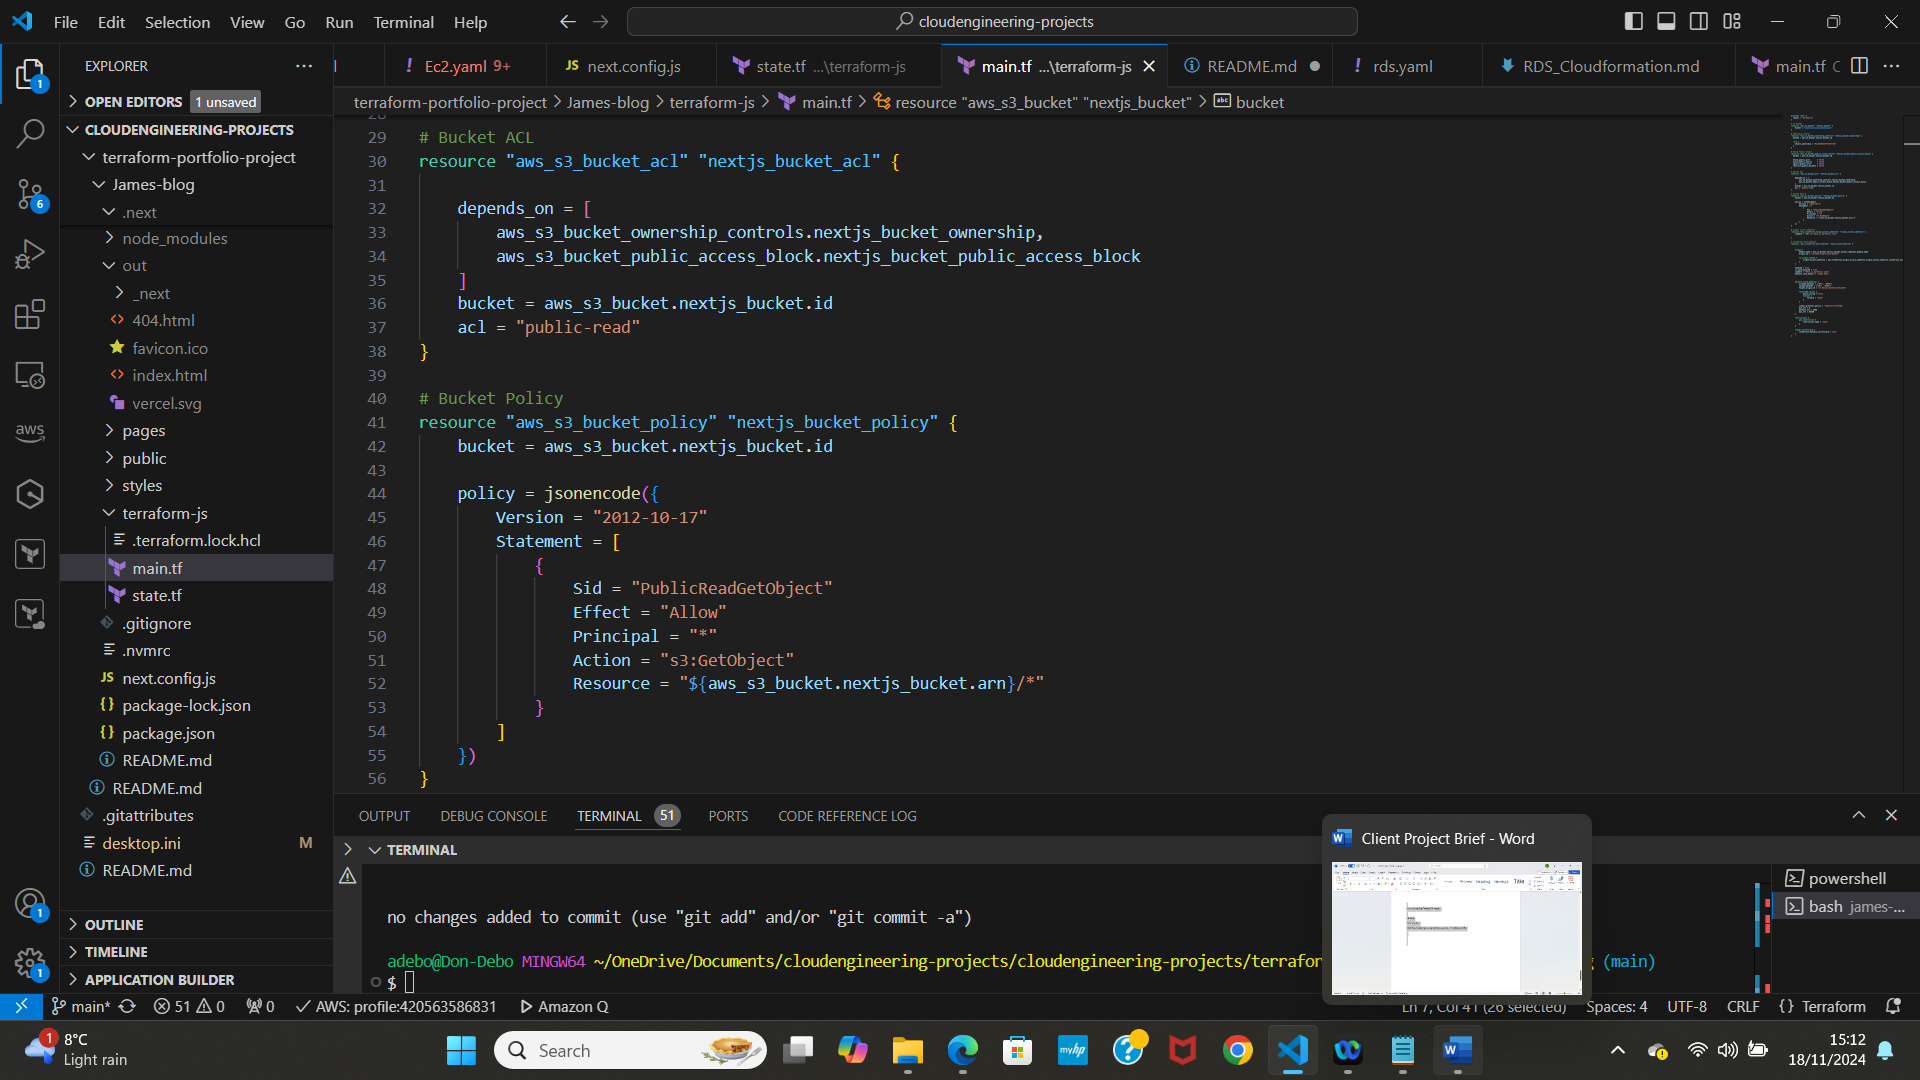 File Edit Selection View Go Run Terminal Help
cloudengineering-projects
EXPLORER
Ec2.yaml 9+
JS next.config.js
state.tf ...\terraform-js
main.tf ...\terraform-js
README.md
rds.yaml
RDS_Cloudformation.md
main.tf
terraform-portfolio-project > James-blog > terraform-js > main.tf > resource "aws_s3_bucket" "nextjs_bucket" > abc bucket
OPEN EDITORS 1 unsaved
CLOUDENGINEERING-PROJECTS
terraform-portfolio-project
James-blog
.next
node_modules
out
_next
404.html
favicon.ico
index.html
vercel.svg
pages
public
styles
terraform-js
.terraform.lock.hcl
main.tf
state.tf
.gitignore
.nvmrc
JS next.config.js
{} package-lock.json
{} package.json
README.md
README.md
.gitattributes
desktop.ini M
README.md
OUTLINE
TIMELINE
APPLICATION BUILDER
aws
1
6
1
1
28
29 # Bucket ACL
30 resource "aws_s3_bucket_acl" "nextjs_bucket_acl" {
31
32 depends_on = [
33 aws_s3_bucket_ownership_controls.nextjs_bucket_ownership,
34 aws_s3_bucket_public_access_block.nextjs_bucket_public_access_block
35 ]
36 bucket = aws_s3_bucket.nextjs_bucket.id
37 acl = "public-read"
38 }
39
40 # Bucket Policy
41 resource "aws_s3_bucket_policy" "nextjs_bucket_policy" {
42 bucket = aws_s3_bucket.nextjs_bucket.id
43
44 policy = jsonencode({
45 Version = "2012-10-17"
46 Statement = [
47 {
48 Sid = "PublicReadGetObject"
49 Effect = "Allow"
50 Principal = "*"
51 Action = "s3:GetObject"
52 Resource = "${aws_s3_bucket.nextjs_bucket.arn}/*"
53 }
54 ]
55 })
56 }
OUTPUT DEBUG CONSOLE TERMINAL 51 PORTS CODE REFERENCE LOG
TERMINAL
no changes added to commit (use "git add" and/or "git commit -a")
adebo@Don-Debo MINGW64 ~/OneDrive/Documents/cloudengineering-projects/cloudengineering-projects/terrafor
(main)
$
powershell
bash james-...
Client Project Brief - Word
main* 51 0 0 AWS: profile:420563586831 Amazon Q
Ln 7, Col 41 (26 selected) Spaces: 4 UTF-8 CRLF {} Terraform
1
8°C
Light rain
Search
myhp
15:12
18/11/2024